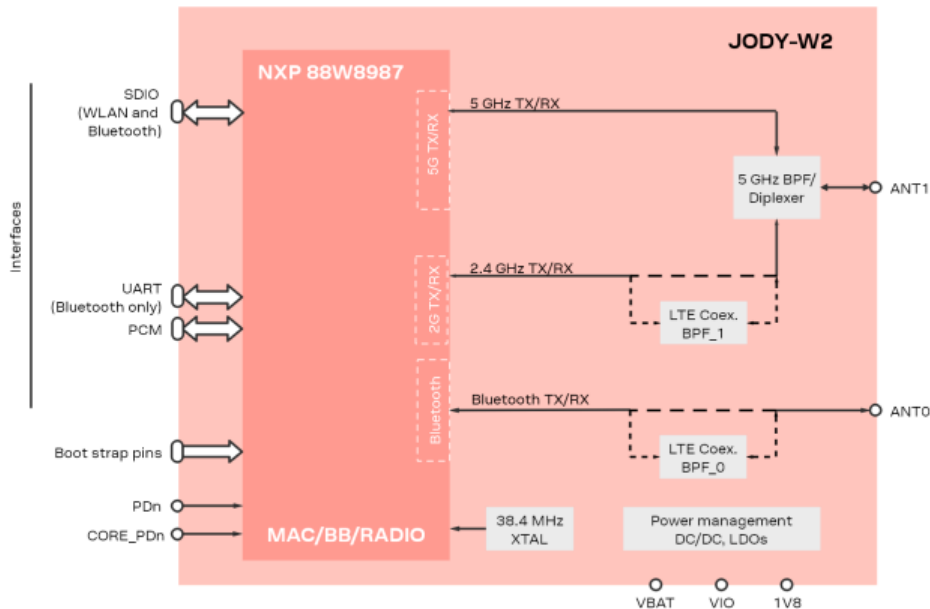 JODY-W2
NXP 88W8987
SDIO
(WLAN and
Bluetooth)
5G TX/RX
5 GHz TX/RX
5 GHz BPF/
Diplexer
ANT1
Interfaces
UART
(Bluetooth only)
PCM
2G TX/RX
2.4 GHz TX/RX
LTE Coex.
BPF_1
Bluetooth
Bluetooth TX/RX
ANT0
LTE Coex.
BPF_0
Boot strap pins
PDn
CORE_PDn
MAC/BB/RADIO
38.4 MHz
XTAL
Power management
DC/DC, LDOs
VBAT
VIO
1V8